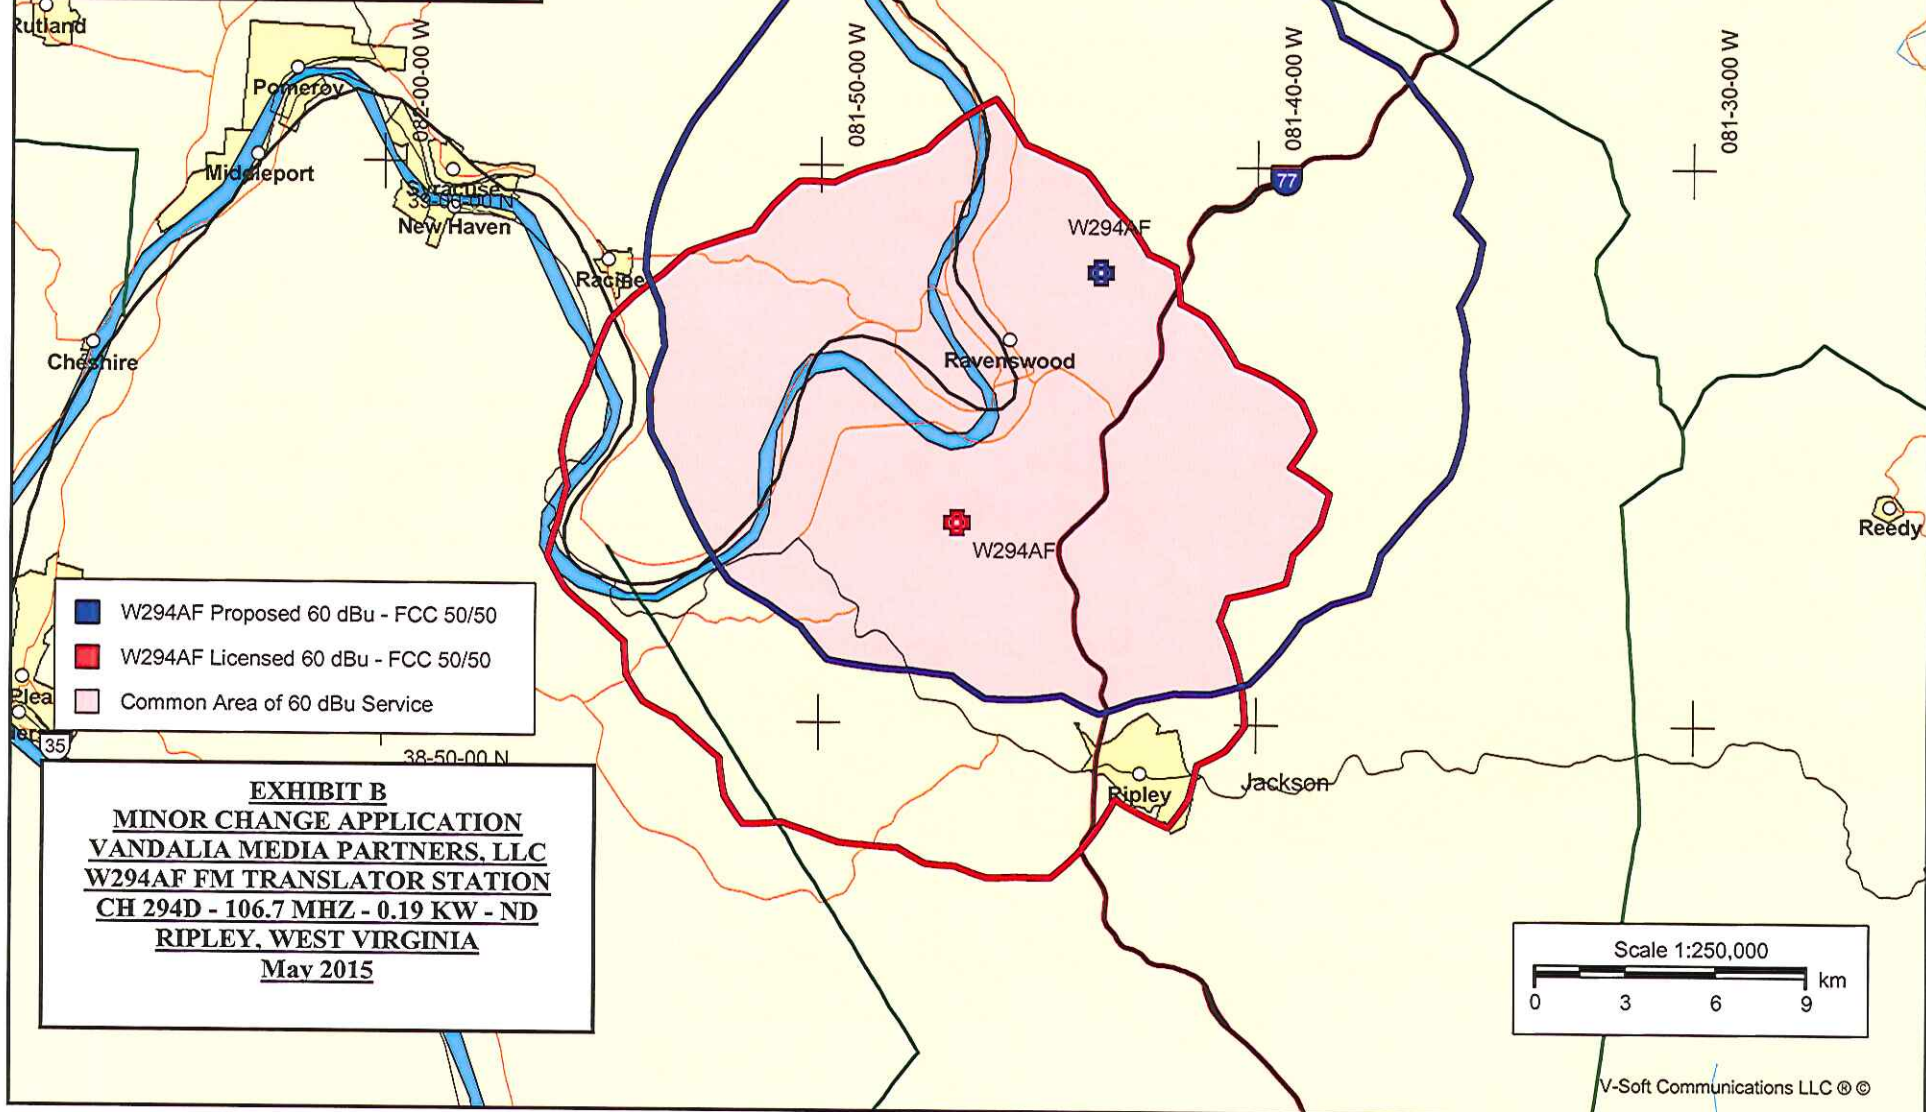 Rutland
082-00-00 W
081-50-00 W
081-40-00 W
081-30-00 W
Pomeroy
Middleport
Syracuse
39-00-00 N
New Haven
77
W294AF
Racine
Ravenswood
Cheshire
Reedy
W294AF
W294AF Proposed 60 dBu - FCC 50/50
W294AF Licensed 60 dBu - FCC 50/50
Common Area of 60 dBu Service
Plea
35
38-50-00 N
Ripley
Jackson
EXHIBIT B
MINOR CHANGE APPLICATION
VANDALIA MEDIA PARTNERS, LLC
W294AF FM TRANSLATOR STATION
CH 294D - 106.7 MHZ - 0.19 KW - ND
RIPLEY, WEST VIRGINIA
May 2015
Scale 1:250,000
km
0 3 6 9
V-Soft Communications LLC ® ©